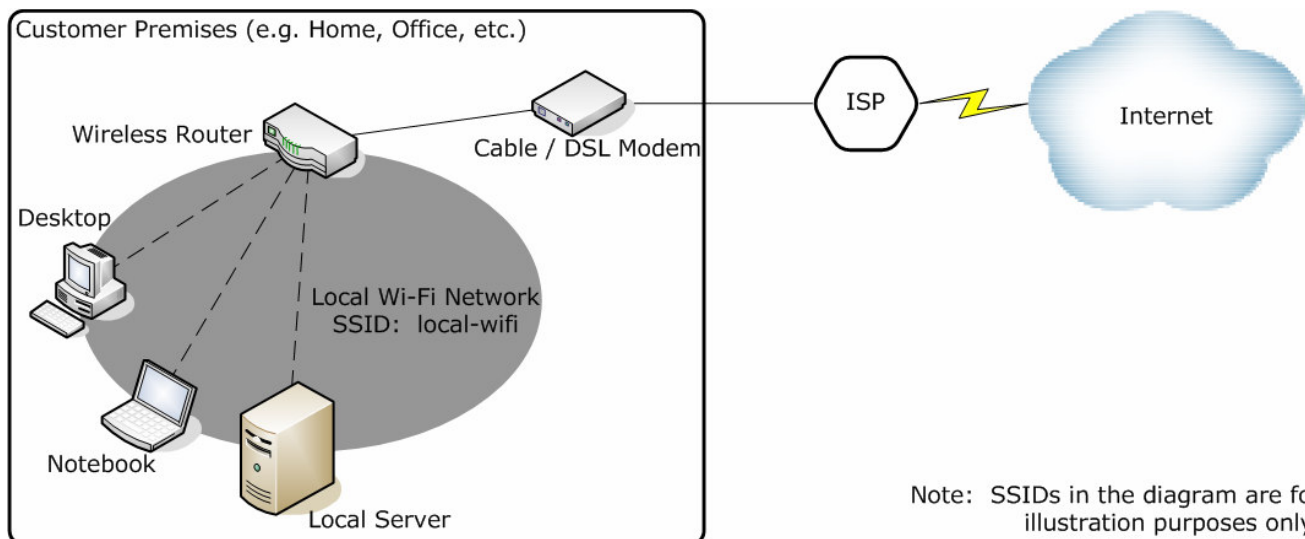 Customer Premises (e.g. Home, Office, etc.)
Wireless Router
Cable / DSL Modem
ISP
Internet
Desktop
Local Wi-Fi Network
SSID: local-wifi
Notebook
Local Server
Note: SSIDs in the diagram are fo
illustration purposes only